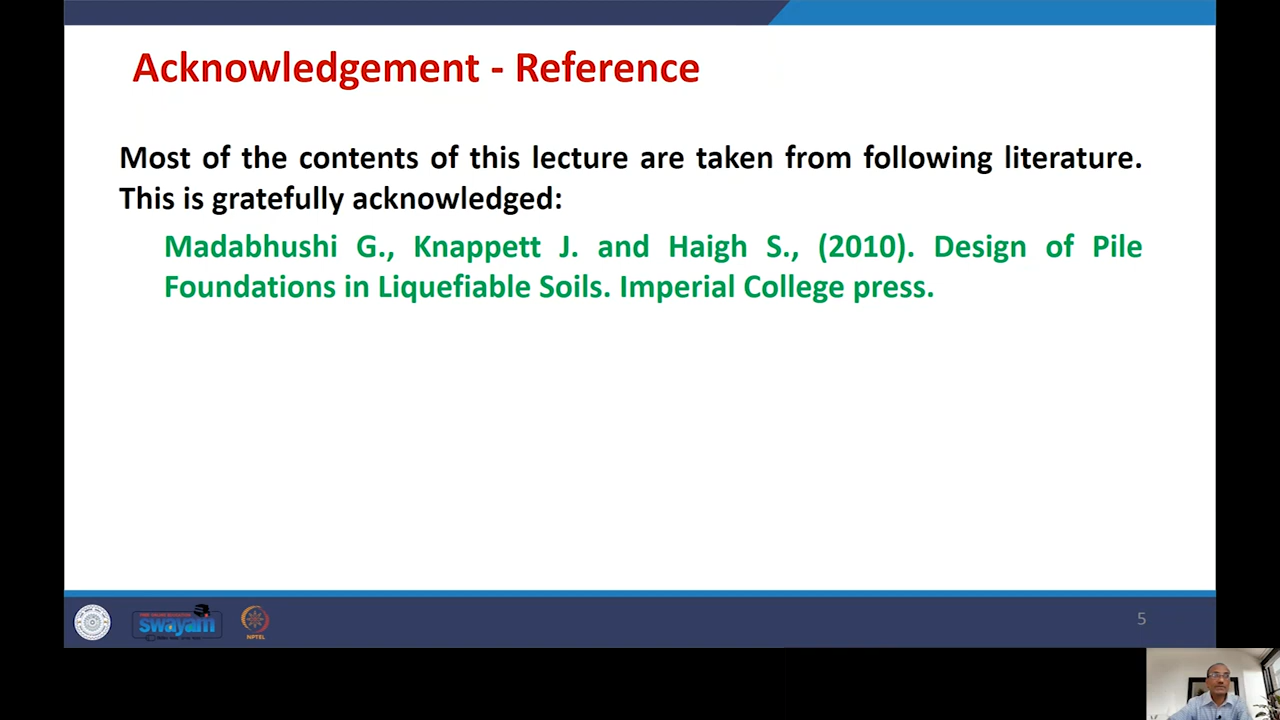 Acknowledgement - Reference
Most of the contents of this lecture are taken from following literature.
This is gratefully acknowledged:
Madabhushi G., Knappett J. and Haigh S., (2010). Design of Pile
Foundations in Liquefiable Soils. Imperial College press.
swayam
NPTEL
5